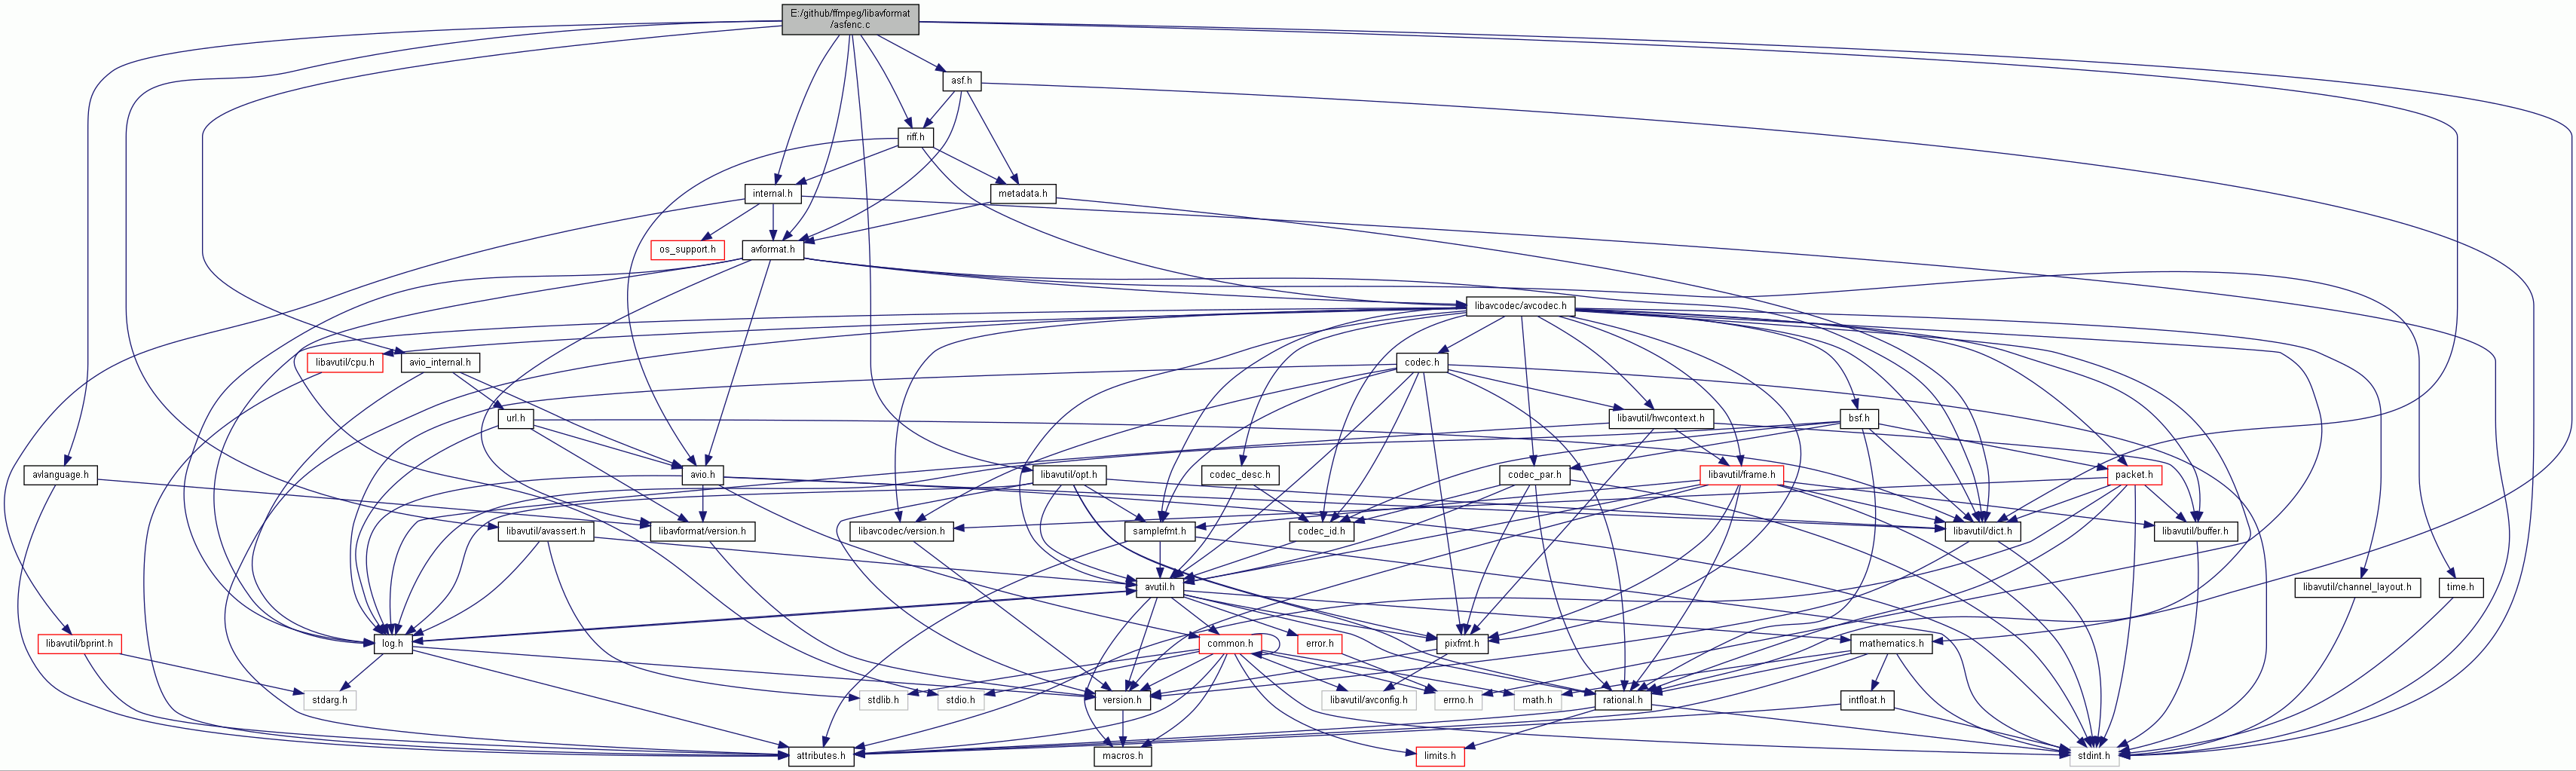 E:/github/ffmpeg/libavformat
/asfenc.c
asf.h
riff.h
internal.h
metadata.h
os_support.h
avformat.h
libavcodec/avcodec.h
libavutil/cpu.h
avio_internal.h
codec.h
url.h
libavutil/hwcontext.h
bsf.h
avlanguage.h
avio.h
libavutil/opt.h
codec_desc.h
codec_par.h
libavutil/frame.h
packet.h
libavutil/avassert.h
libavformat/version.h
libavcodec/version.h
samplefmt.h
codec_id.h
libavutil/dict.h
libavutil/buffer.h
avutil.h
libavutil/channel_layout.h
time.h
libavutil/bprint.h
log.h
common.h
error.h
pixfmt.h
mathematics.h
stdarg.h
stdlib.h
stdio.h
version.h
libavutil/avconfig.h
errno.h
math.h
rational.h
intfloat.h
attributes.h
macros.h
limits.h
stdint.h